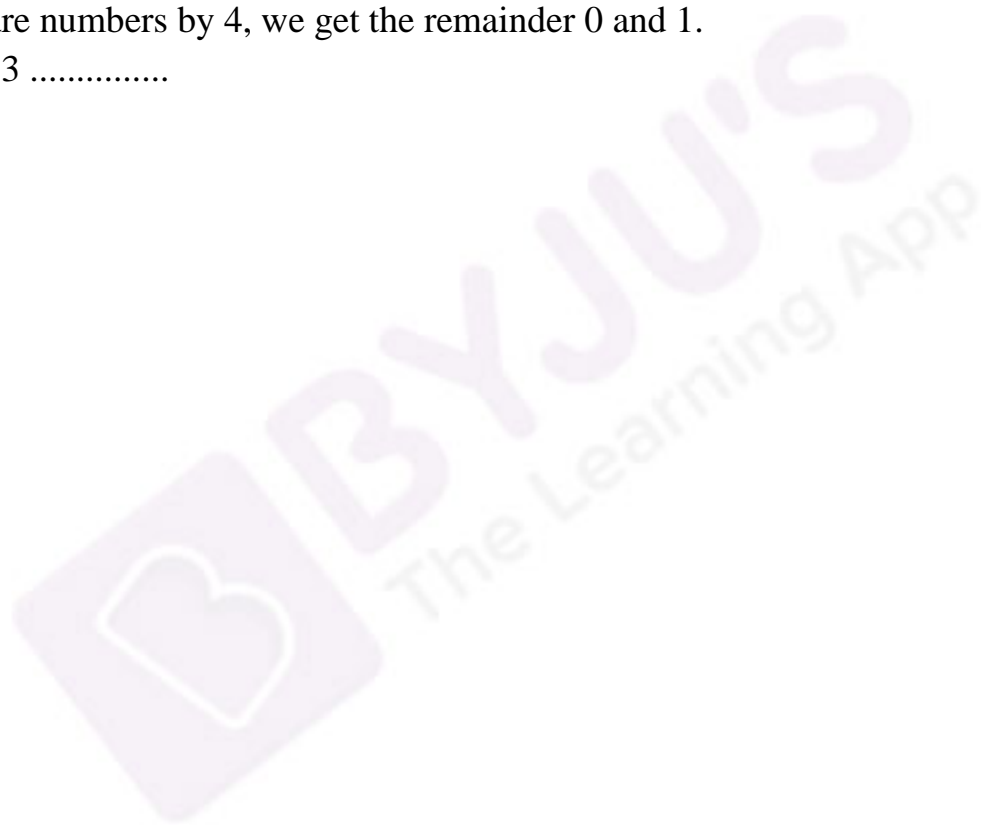 re numbers by 4, we get the remainder 0 and 1.
3 ...............
BYJU'S
The Learning App